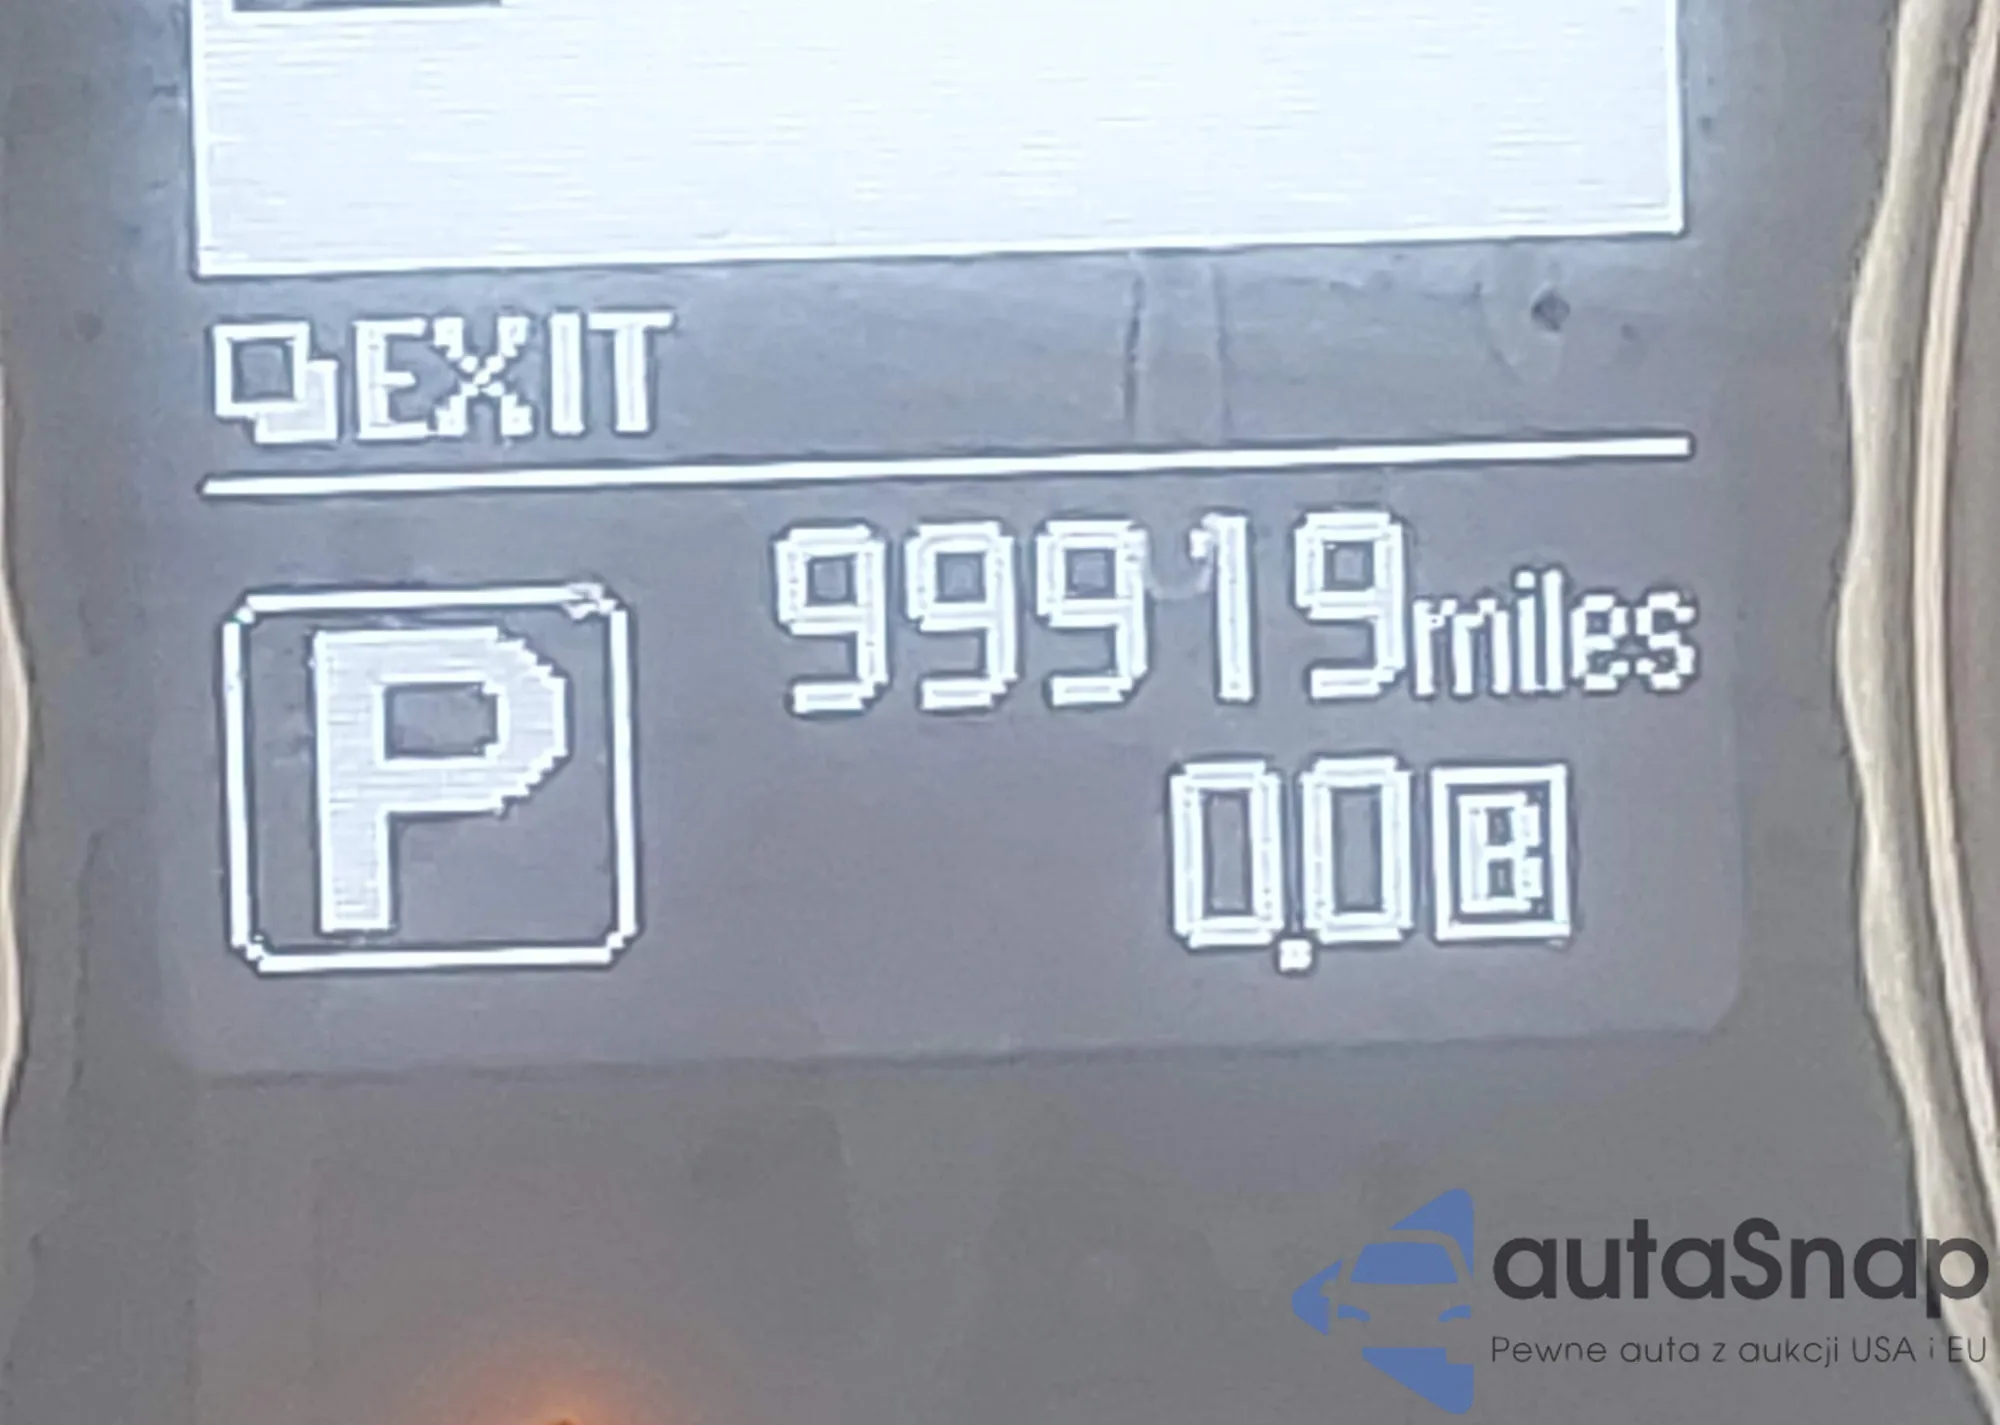 EXIT
99919miles
P
0.0B
autaSnap
Pewne auta z aukcji USA i EU